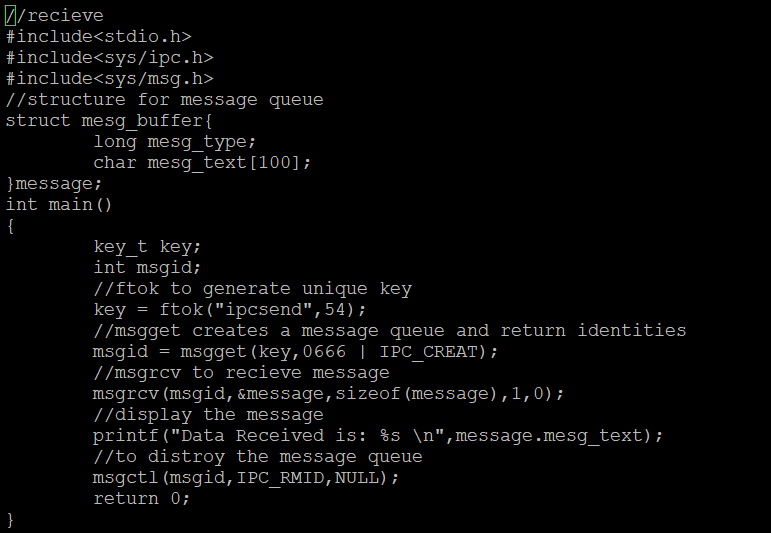 //recieve
#include<stdio.h>
#include<sys/ipc.h>
#include<sys/msg.h>
//structure for message queue
struct mesg_buffer{
        long mesg_type;
        char mesg_text[100];
}message;
int main()
{
        key_t key;
        int msgid;
        //ftok to generate unique key
        key = ftok("ipcsend",54);
        //msgget creates a message queue and return identities
        msgid = msgget(key,0666 | IPC_CREAT);
        //msgrcv to recieve message
        msgrcv(msgid,&message,sizeof(message),1,0);
        //display the message
        printf("Data Received is: %s \n",message.mesg_text);
        //to distroy the message queue
        msgctl(msgid,IPC_RMID,NULL);
        return 0;
}